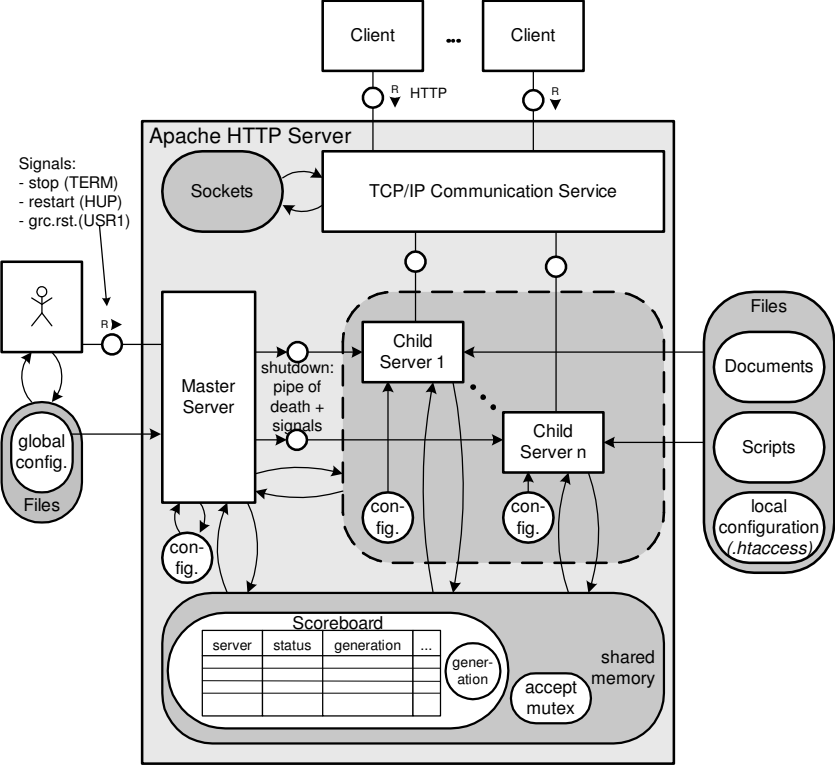 Client
...
Client
R
HTTP
R
Apache HTTP Server
Signals:
- stop (TERM)
- restart (HUP)
- grc.rst.(USR1)
Sockets
TCP/IP Communication Service
R
Master
Server
shutdown:
pipe of
death +
signals
Child
Server 1
Child
Server n
Files
Documents
Scripts
local
configuration
(.htaccess)
global
config.
Files
con-
fig.
con-
fig.
con-
fig.
Scoreboard
server status generation ...
gener-
ation
shared
memory
accept
mutex